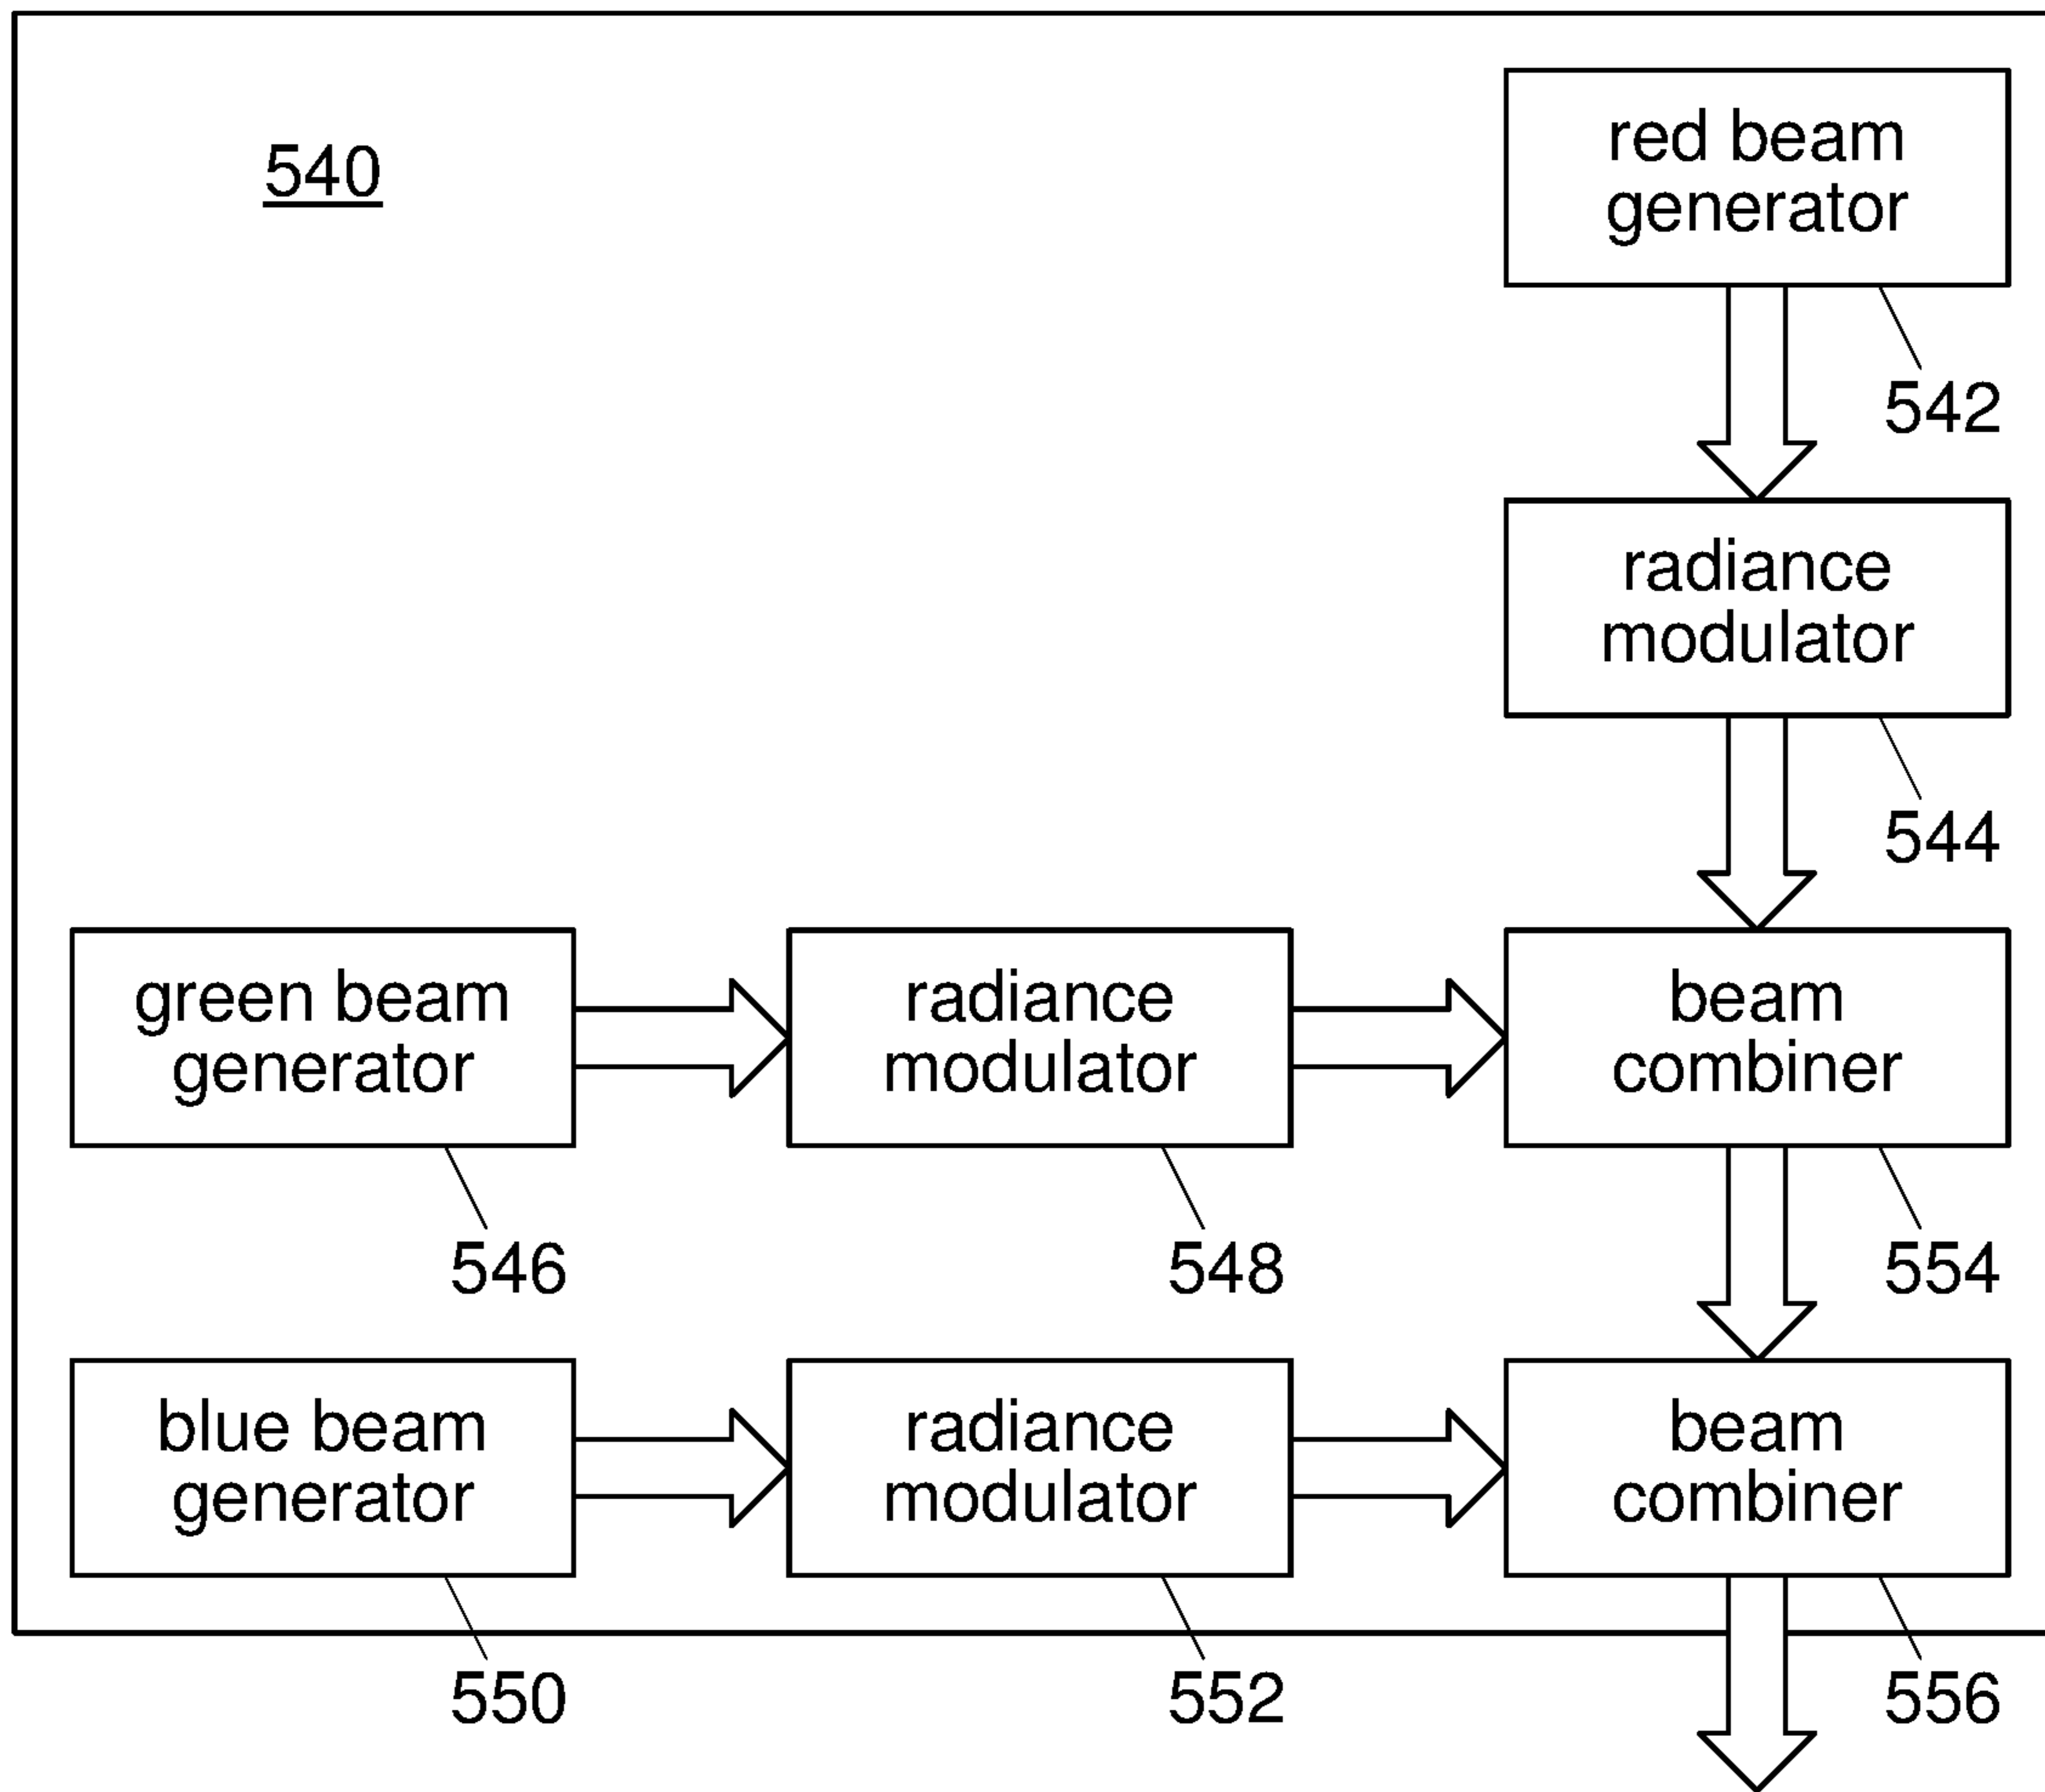 540
red beam
generator
542
radiance
modulator
544
green beam
generator
546
radiance
modulator
548
beam
combiner
554
blue beam
generator
550
radiance
modulator
552
beam
combiner
556